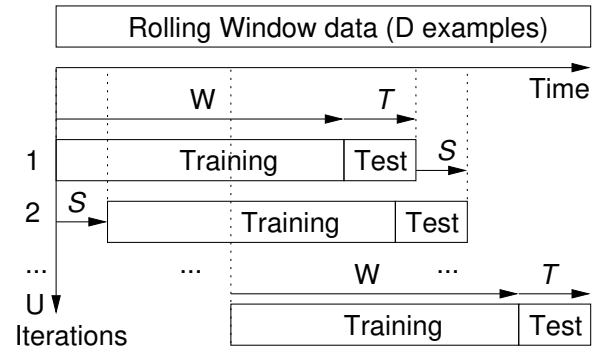 Rolling Window data (D examples)
Time
W T
1 Training Test S
2 S Training Test
... ... W ... T
U Training Test
Iterations